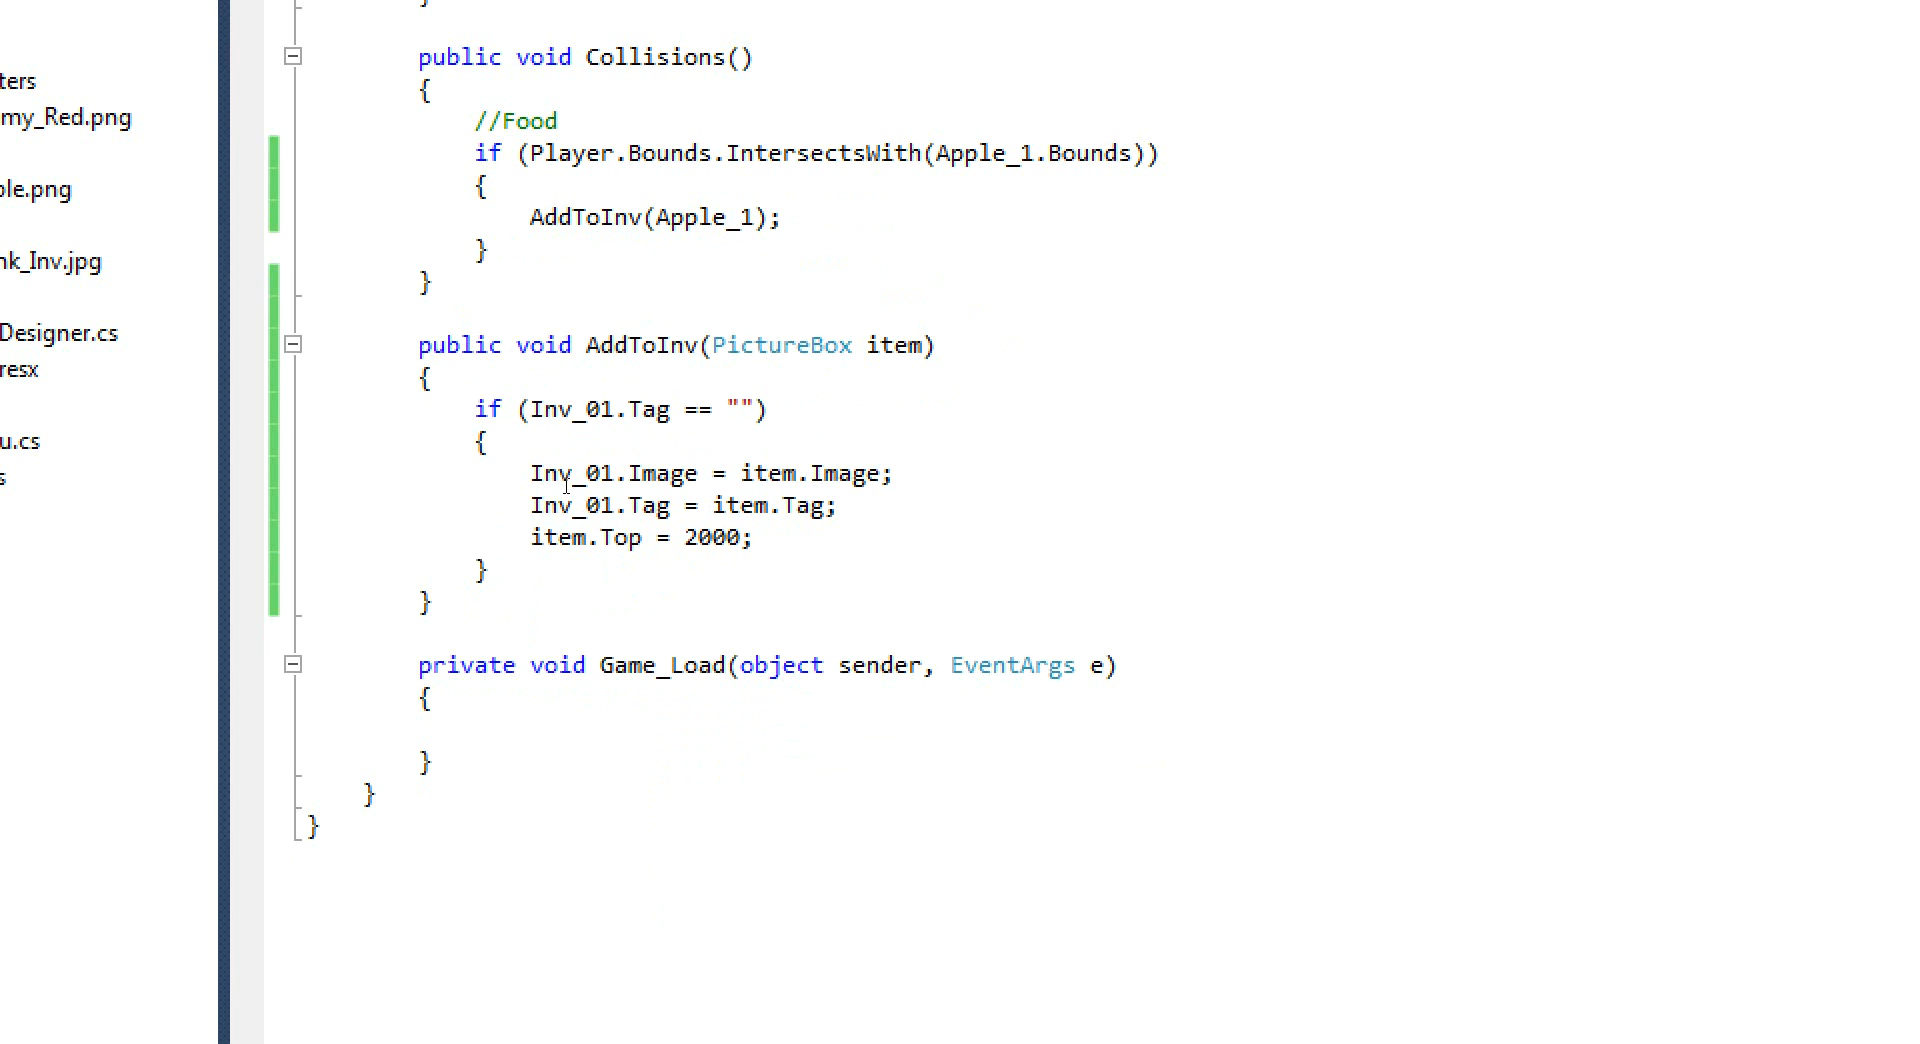 ters
my_Red.png
ple.png
nk_Inv.jpg
Designer.cs
resx
u.cs
s
}
public void Collisions()
{
//Food
if (Player.Bounds.IntersectsWith(Apple_1.Bounds))
{
AddToInv(Apple_1);
}
}
public void AddToInv(PictureBox item)
{
if (Inv_01.Tag == "")
{
Inv_01.Image = item.Image;
Inv_01.Tag = item.Tag;
item.Top = 2000;
}
}
private void Game_Load(object sender, EventArgs e)
{
}
}
}